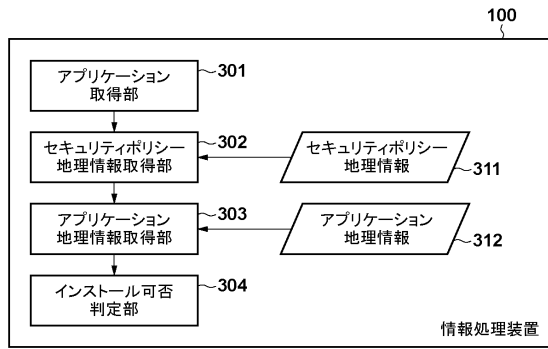 100
アプリケーション
取得部
301
セキュリティポリシー
地理情報取得部
302
セキュリティポリシー
地理情報
311
アプリケーション
地理情報取得部
303
アプリケーション
地理情報
312
インストール可否
判定部
304
情報処理装置